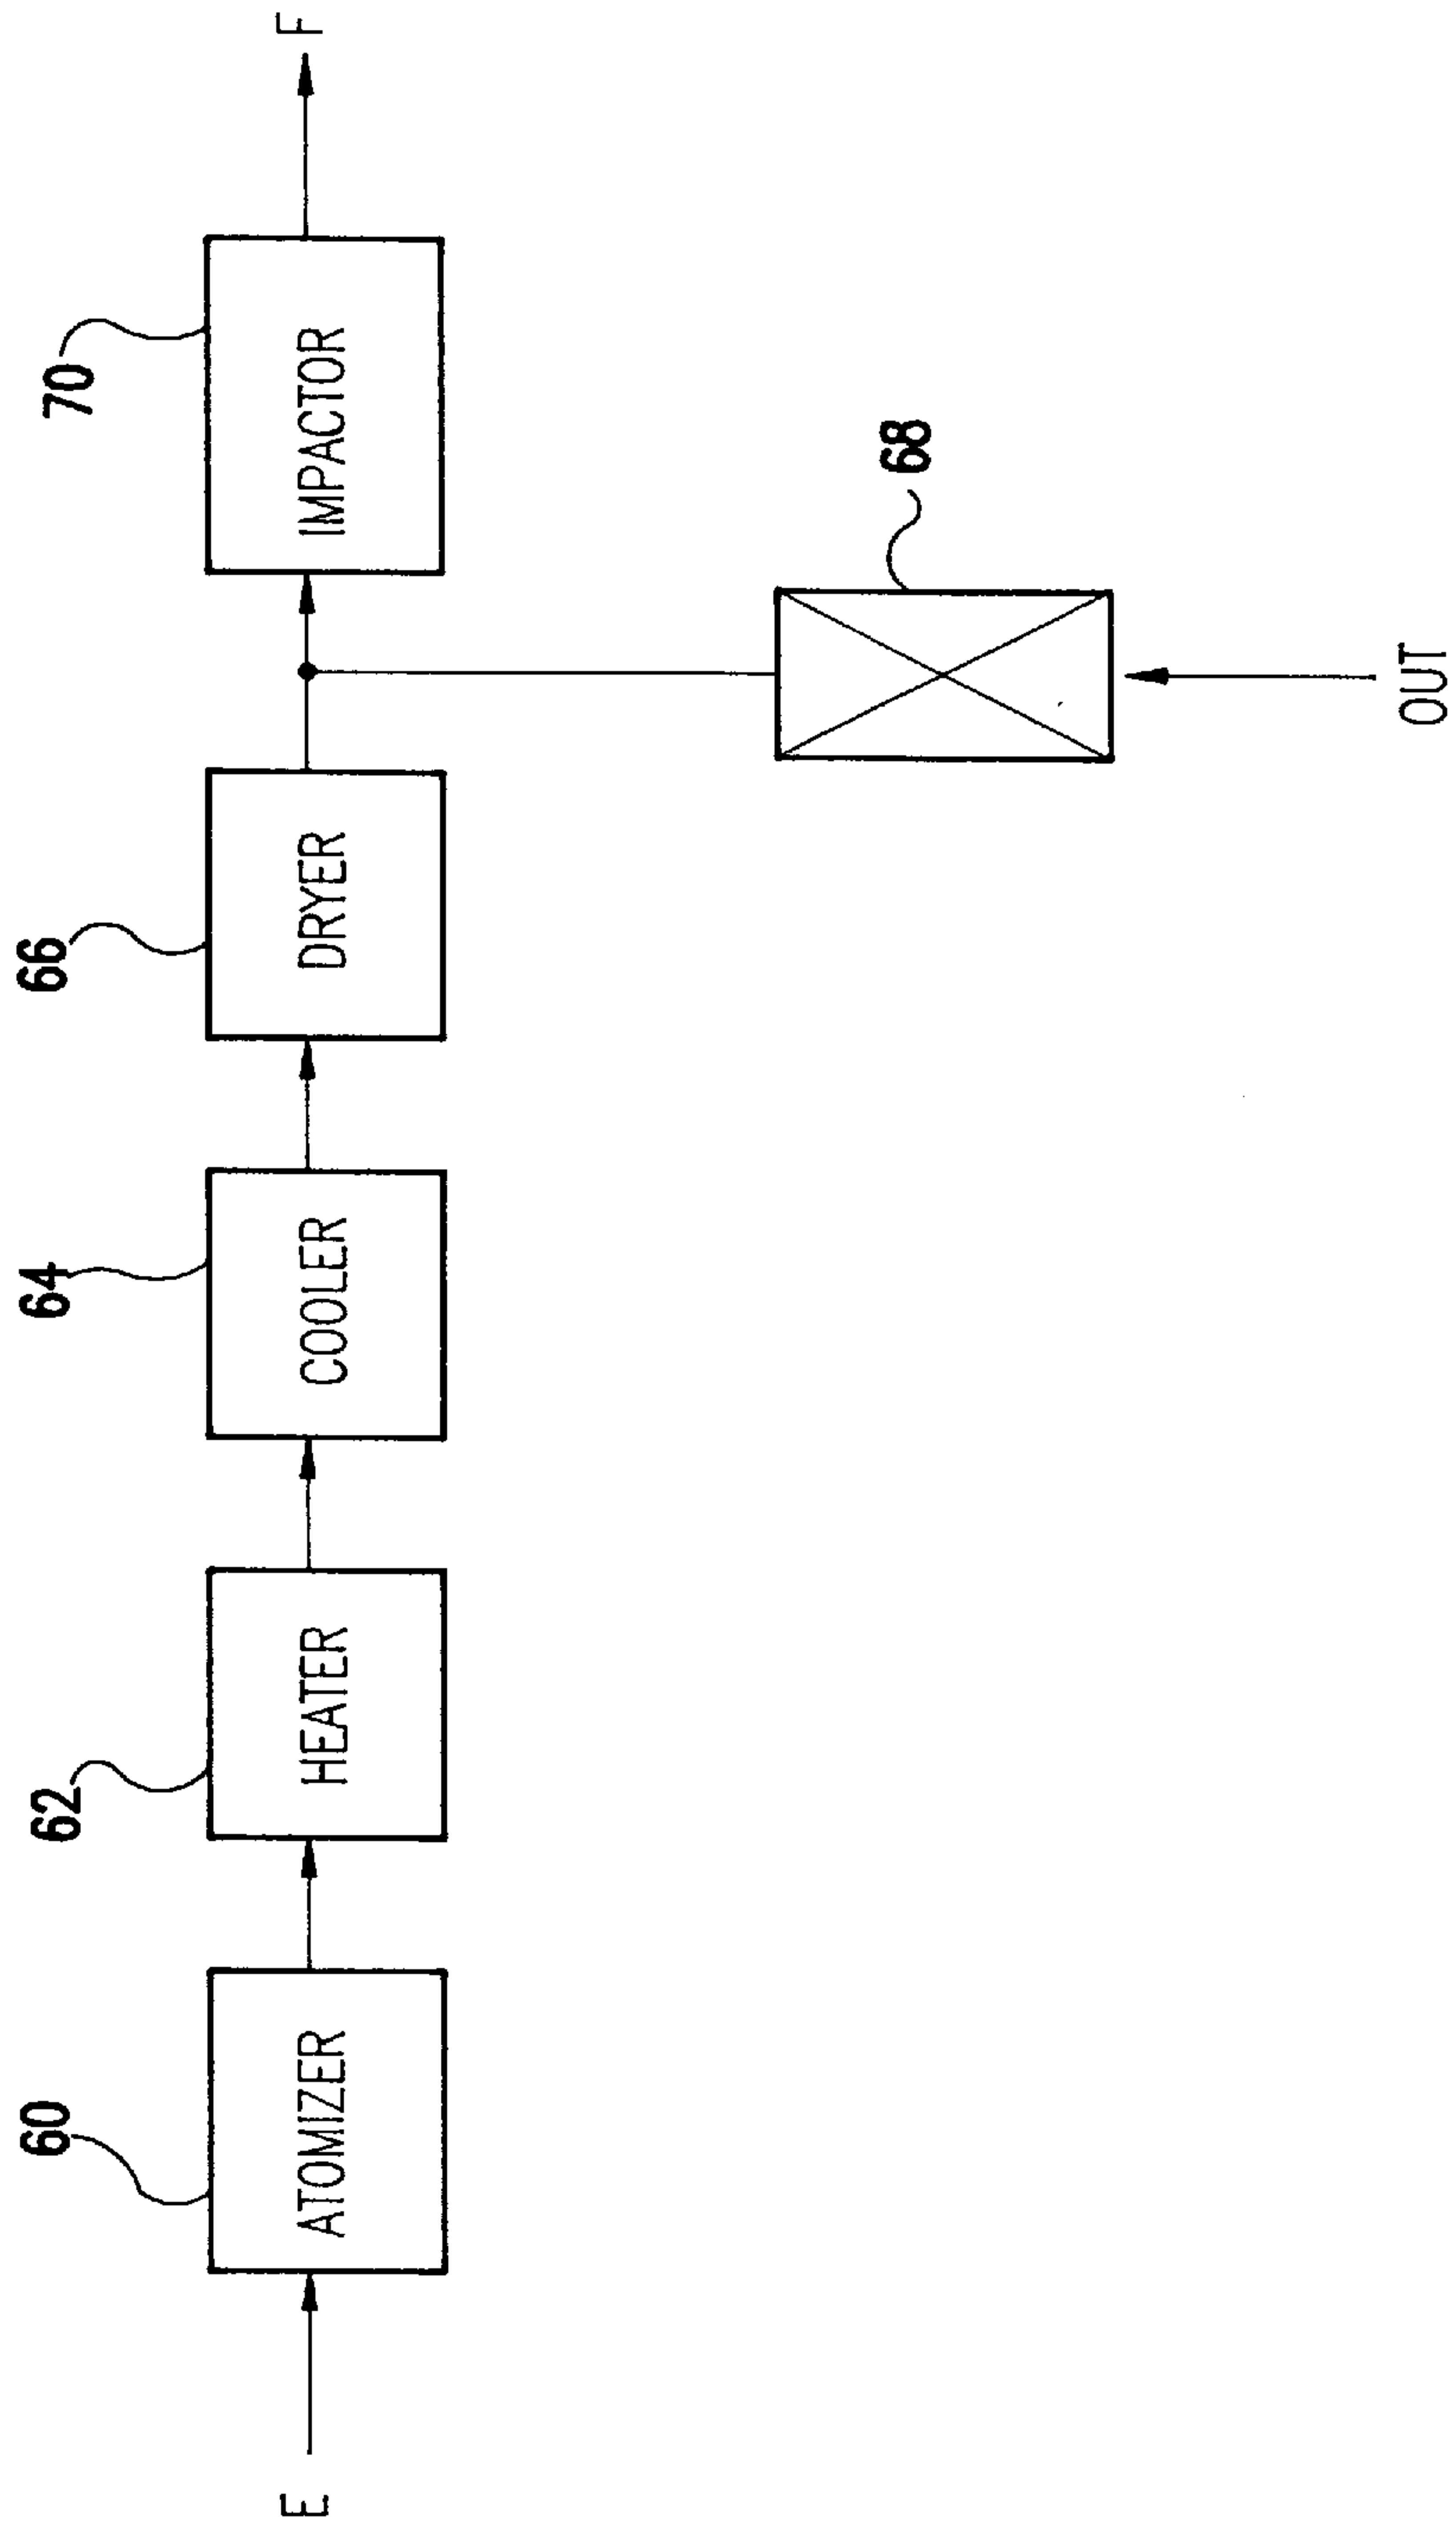 60
62
64
66
70
E
ATOMIZER
HEATER
COOLER
DRYER
IMPACTOR
F
68
OUT